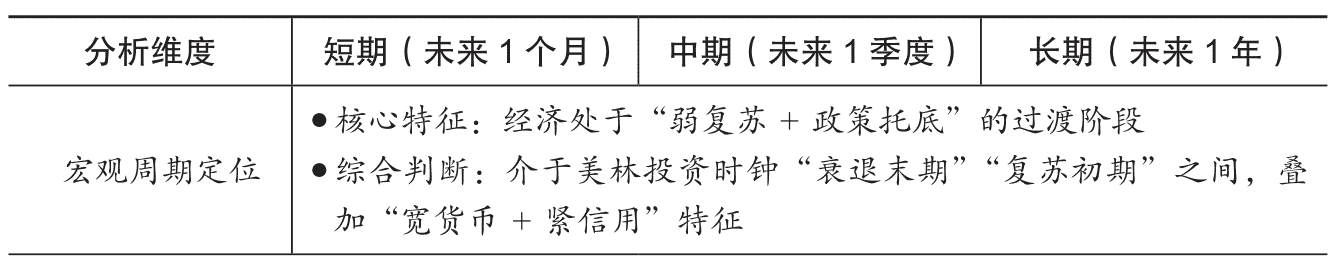 分析维度 短期（未来1个月） 中期（未来1季度） 长期（未来1年）
宏观周期定位
●核心特征：经济处于“弱复苏+政策托底”的过渡阶段
●综合判断：介于美林投资时钟“衰退末期”“复苏初期”之间，叠
加“宽货币+紧信用”特征